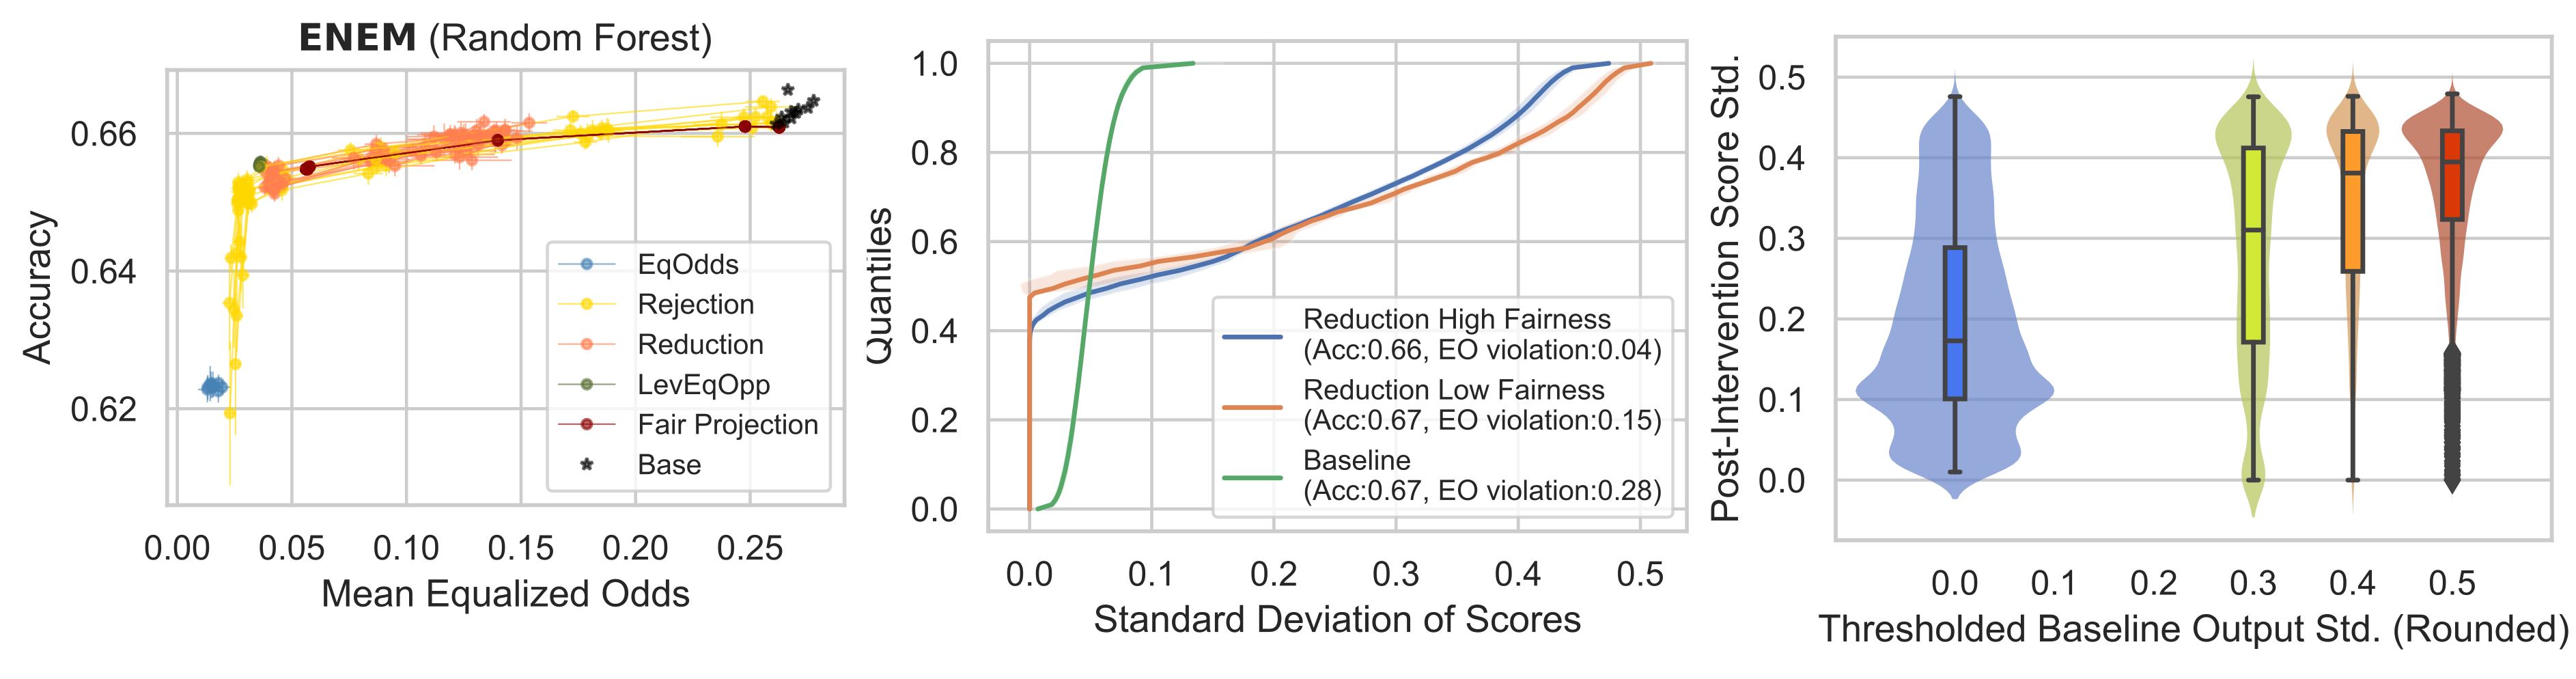 ENEM (Random Forest)
Accuracy
0.66
0.64
0.62
0.00 0.05 0.10 0.15 0.20 0.25
Mean Equalized Odds
EqOdds
Rejection
Reduction
LevEqOpp
Fair Projection
Base
Quantiles
1.0
0.8
0.6
0.4
0.2
0.0
0.0 0.1 0.2 0.3 0.4 0.5
Standard Deviation of Scores
Reduction High Fairness
(Acc:0.66, EO violation:0.04)
Reduction Low Fairness
(Acc:0.67, EO violation:0.15)
Baseline
(Acc:0.67, EO violation:0.28)
Post-Intervention Score Std.
0.5
0.4
0.3
0.2
0.1
0.0
0.0 0.1 0.2 0.3 0.4 0.5
Thresholded Baseline Output Std. (Rounded)